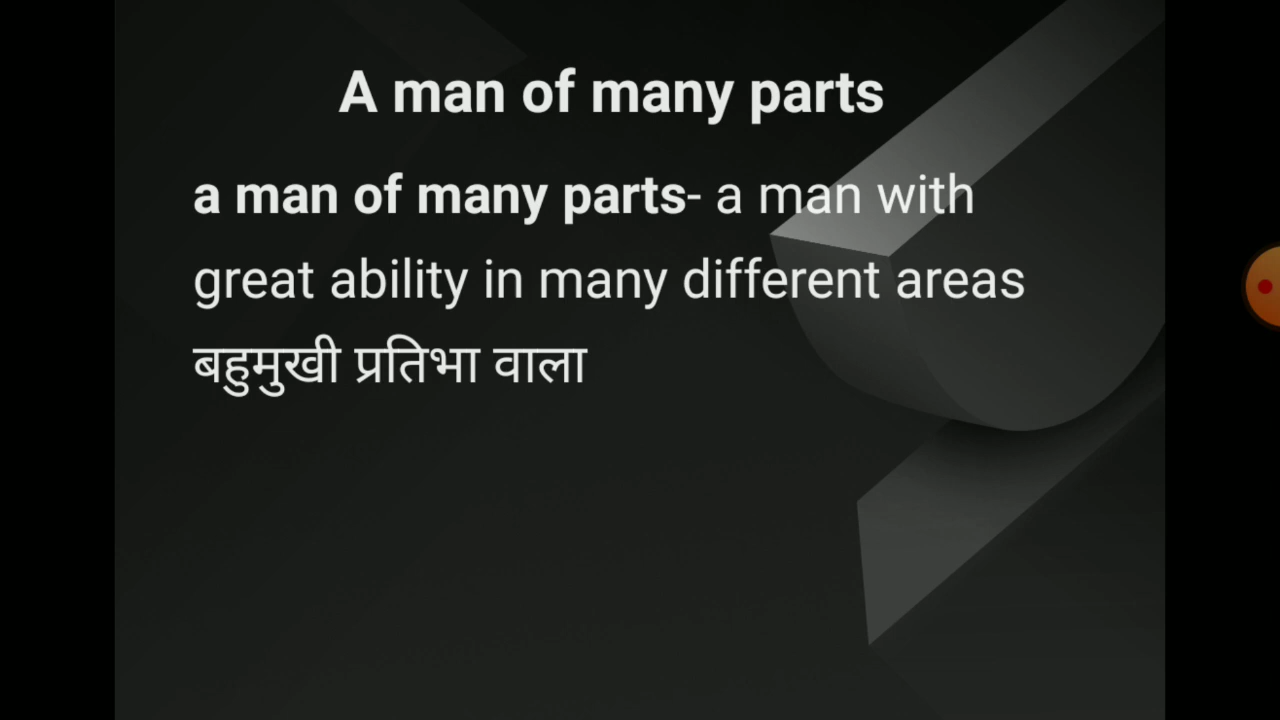 A man of many parts
a man of many parts- a man with
great ability in many different areas
बहुमुखी प्रतिभा वाला